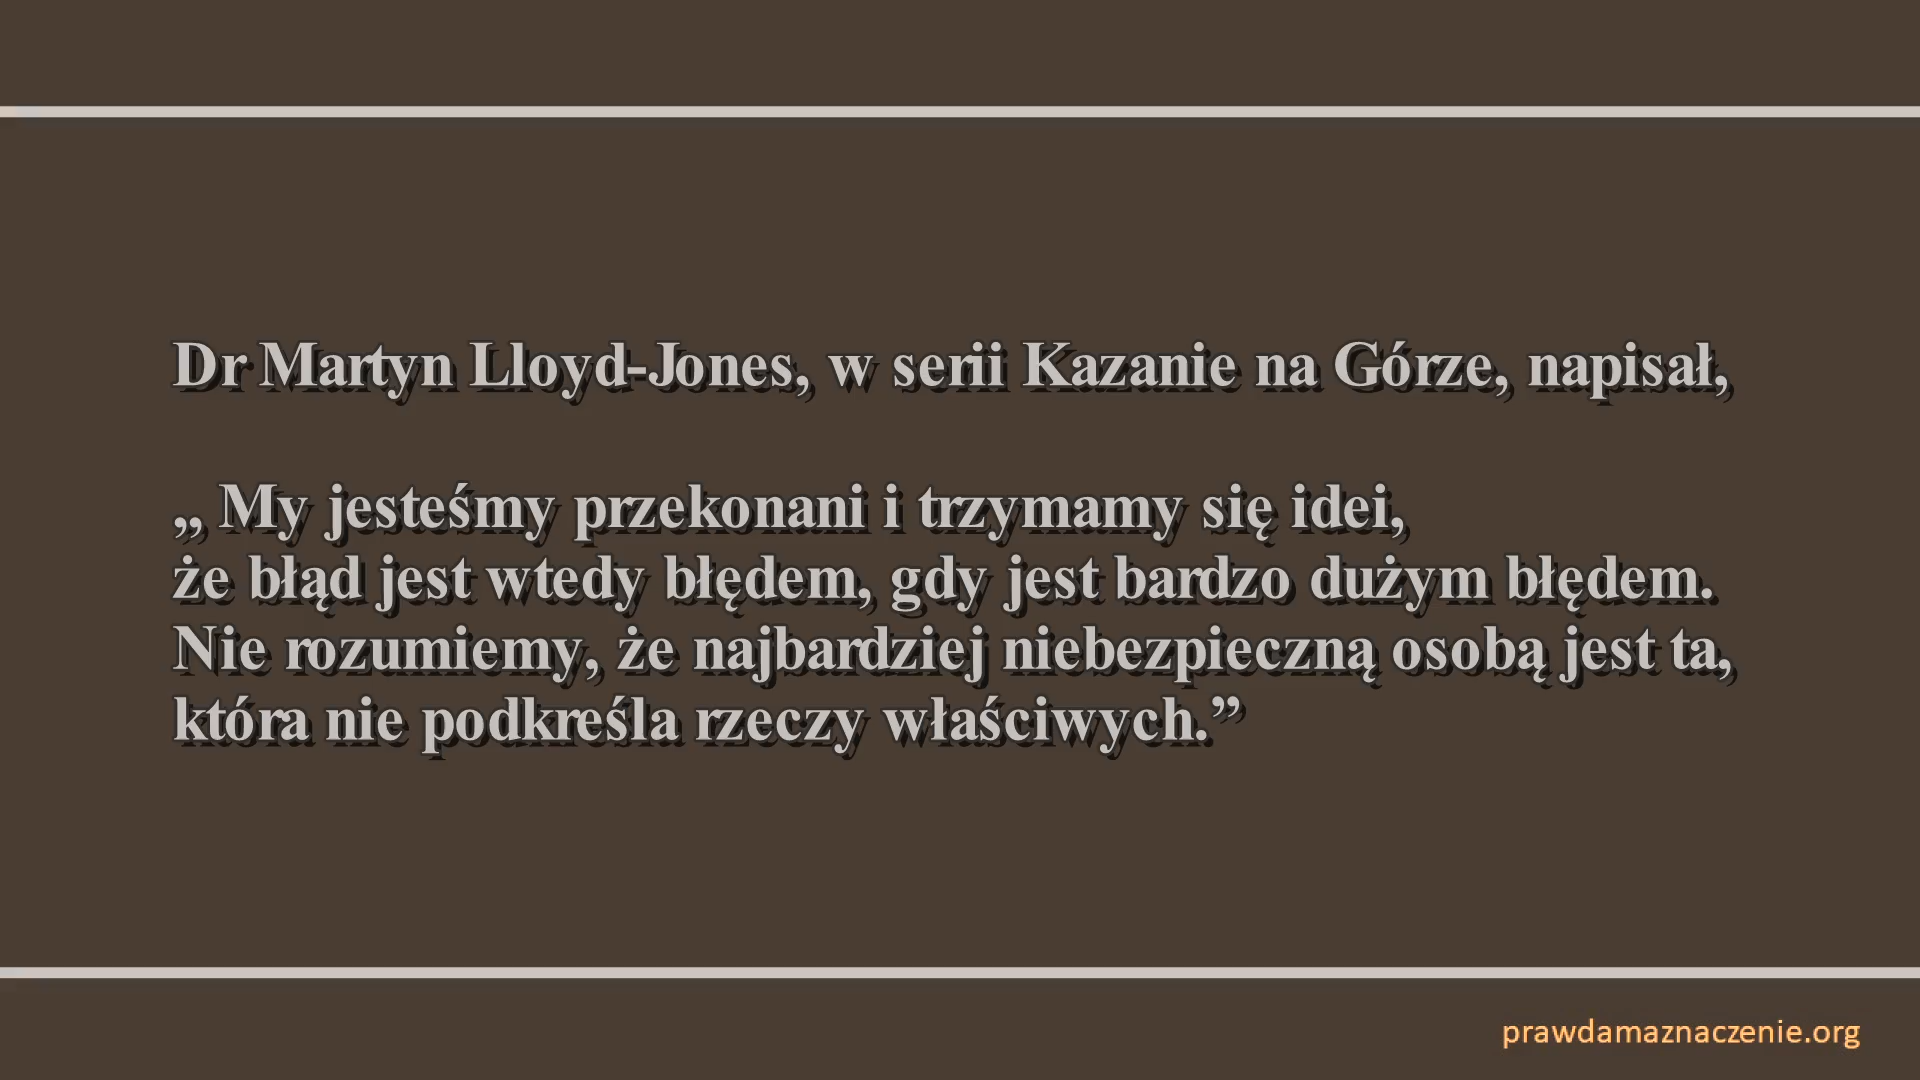 Dr Martyn Lloyd-Jones, w serii Kazanie na Górze, napisał,
„ My jesteśmy przekonani i trzymamy się idei,
że błąd jest wtedy błędem, gdy jest bardzo dużym błędem.
Nie rozumiemy, że najbardziej niebezpieczną osobą jest ta,
która nie podkreśla rzeczy właściwych.”
prawdamaznaczenie.org